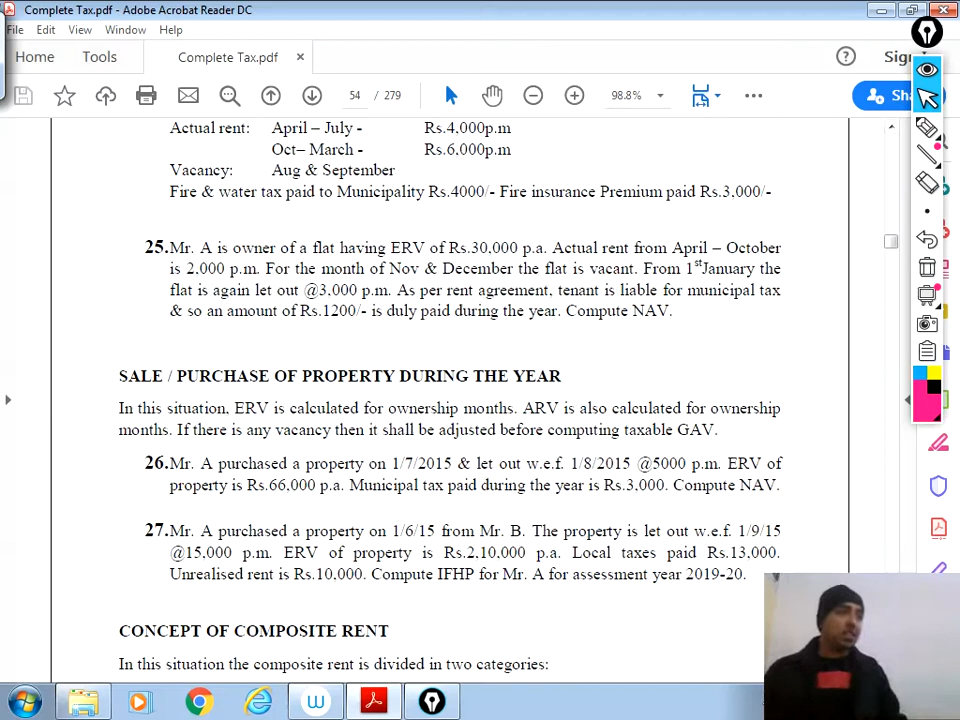 Complete Tax.pdf - Adobe Acrobat Reader DC
File Edit View Window Help
Home Tools Complete Tax.pdf × Sign
54 / 279 98.8% Sha
Actual rent: April – July - Rs.4,000p.m
Oct– March - Rs.6,000p.m
Vacancy: Aug & September
Fire & water tax paid to Municipality Rs.4000/- Fire insurance Premium paid Rs.3,000/-
25. Mr. A is owner of a flat having ERV of Rs.30,000 p.a. Actual rent from April – October
is 2,000 p.m. For the month of Nov & December the flat is vacant. From 1st January the
flat is again let out @3,000 p.m. As per rent agreement, tenant is liable for municipal tax
& so an amount of Rs.1200/- is duly paid during the year. Compute NAV.
SALE / PURCHASE OF PROPERTY DURING THE YEAR
In this situation, ERV is calculated for ownership months. ARV is also calculated for ownership
months. If there is any vacancy then it shall be adjusted before computing taxable GAV.
26. Mr. A purchased a property on 1/7/2015 & let out w.e.f. 1/8/2015 @5000 p.m. ERV of
property is Rs.66,000 p.a. Municipal tax paid during the year is Rs.3,000. Compute NAV.
27. Mr. A purchased a property on 1/6/15 from Mr. B. The property is let out w.e.f. 1/9/15
@15,000 p.m. ERV of property is Rs.2,10,000 p.a. Local taxes paid Rs.13,000.
Unrealised rent is Rs.10,000. Compute IFHP for Mr. A for assessment year 2019-20.
CONCEPT OF COMPOSITE RENT
In this situation the composite rent is divided in two categories: